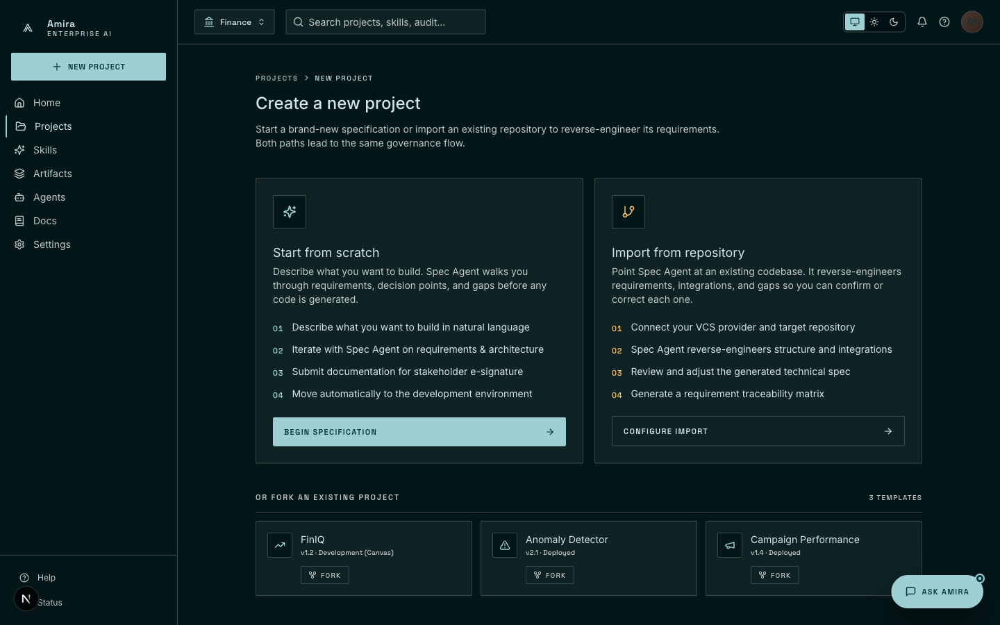 Amira
ENTERPRISE AI
NEW PROJECT
Home
Projects
Skills
Artifacts
Agents
Docs
Settings
Help
N
Status
Finance
Search projects, skills, audit...
PROJECTS > NEW PROJECT
Create a new project
Start a brand-new specification or import an existing repository to reverse-engineer its requirements.
Both paths lead to the same governance flow.
Start from scratch
Describe what you want to build. Spec Agent walks you
through requirements, decision points, and gaps before any
code is generated.
01 Describe what you want to build in natural language
02 Iterate with Spec Agent on requirements & architecture
03 Submit documentation for stakeholder e-signature
04 Move automatically to the development environment
BEGIN SPECIFICATION
Import from repository
Point Spec Agent at an existing codebase. It reverse-engineers
requirements, integrations, and gaps so you can confirm or
correct each one.
01 Connect your VCS provider and target repository
02 Spec Agent reverse-engineers structure and integrations
03 Review and adjust the generated technical spec
04 Generate a requirement traceability matrix
CONFIGURE IMPORT
OR FORK AN EXISTING PROJECT
3 TEMPLATES
FinIQ
v1.2 · Development (Canvas)
FORK
Anomaly Detector
v2.1 · Deployed
FORK
Campaign Performance
v1.4 · Deployed
FORK
ASK AMIRA